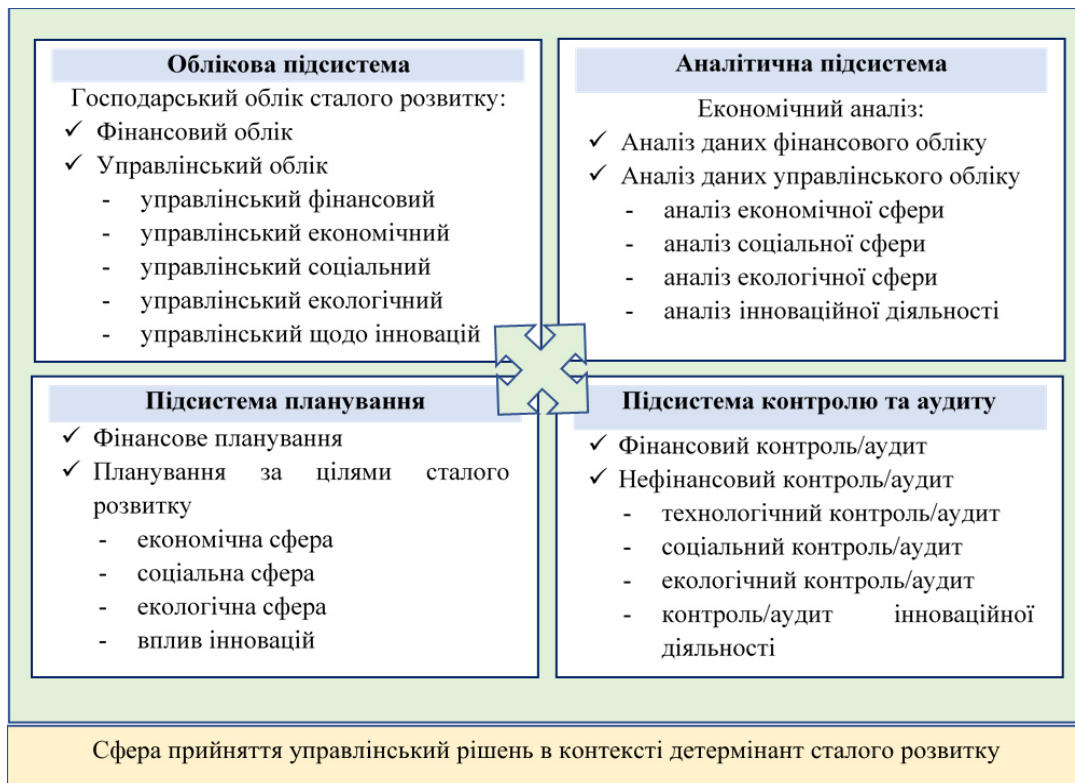 Облікова підсистема
Господарський облік сталого розвитку:
✓ Фінансовий облік
✓ Управлінський облік
- управлінський фінансовий
- управлінський економічний
- управлінський соціальний
- управлінський екологічний
- управлінський щодо інновацій
Аналітична підсистема
Економічний аналіз:
✓ Аналіз даних фінансового обліку
✓ Аналіз даних управлінського обліку
- аналіз економічної сфери
- аналіз соціальної сфери
- аналіз екологічної сфери
- аналіз інноваційної діяльності
Підсистема планування
✓ Фінансове планування
✓ Планування за цілями сталого
розвитку
- економічна сфера
- соціальна сфера
- екологічна сфера
- вплив інновацій
Підсистема контролю та аудиту
✓ Фінансовий контроль/аудит
✓ Нефінансовий контроль/аудит
- технологічний контроль/аудит
- соціальний контроль/аудит
- екологічний контроль/аудит
- контроль/аудит інноваційної
діяльності
Сфера прийняття управлінський рішень в контексті детермінант сталого розвитку